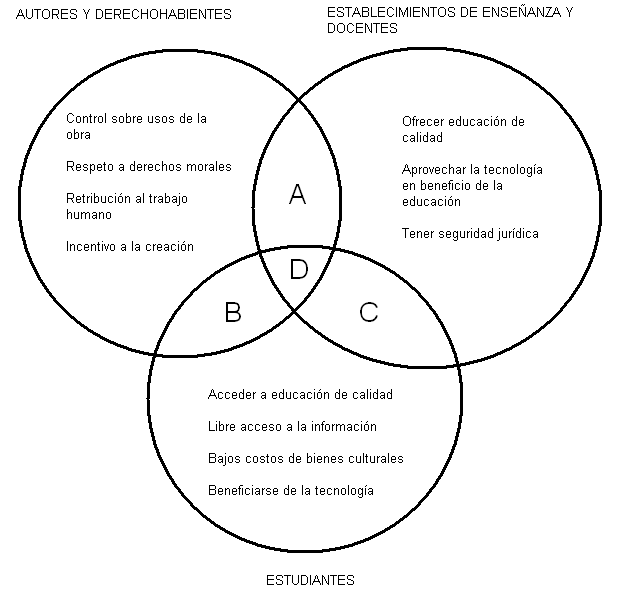 AUTORES Y DERECHOHABIENTES
ESTABLECIMIENTOS DE ENSEÑANZA Y
DOCENTES
Control sobre usos de la
obra
Respeto a derechos morales
Retribución al trabajo
humano
Incentivo a la creación
Ofrecer educación de
calidad
Aprovechar la tecnología
en beneficio de la
educación
Tener seguridad jurídica
A
D
B
C
Acceder a educación de calidad
Libre acceso a la información
Bajos costos de bienes culturales
Beneficiarse de la tecnología
ESTUDIANTES